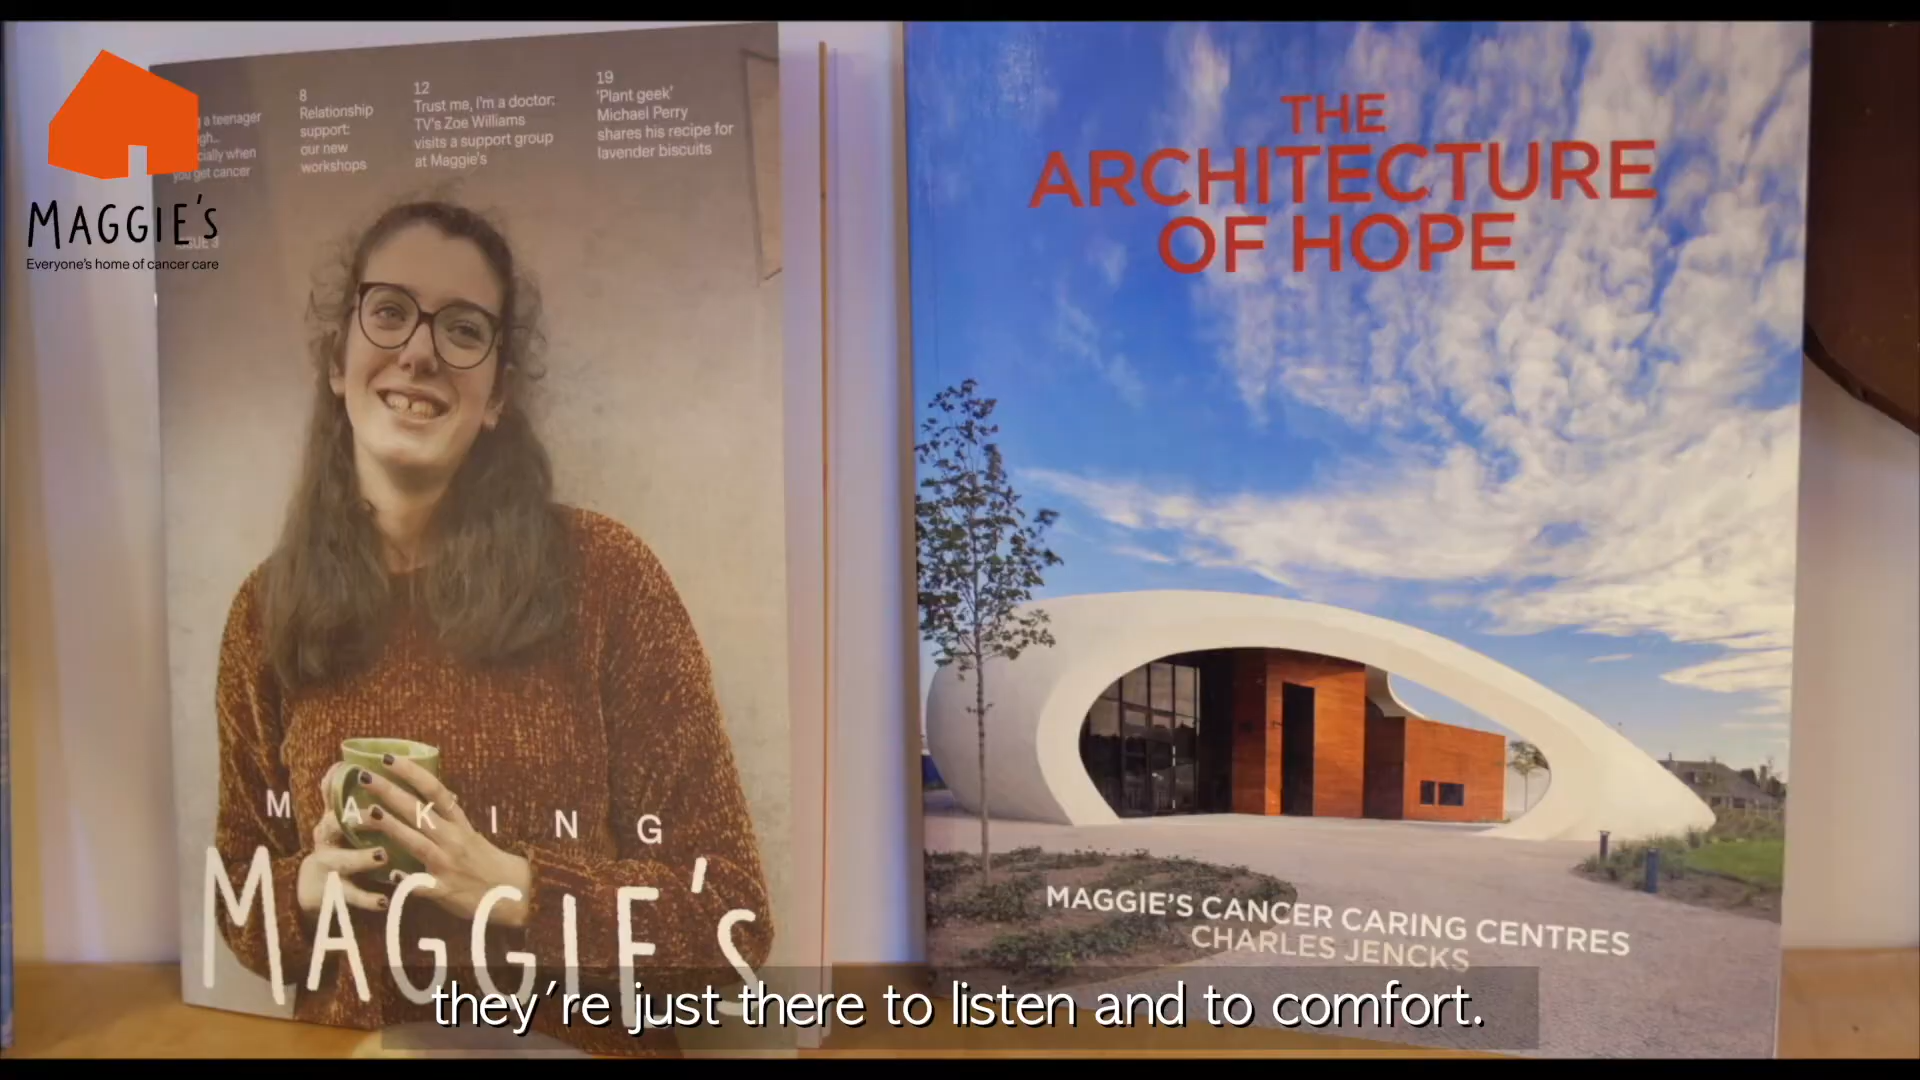 MAGGIE'S
Everyone's home of cancer care
a teenager
cially when
you get cancer
ISSUE 3
8
Relationship
support:
our new
workshops
12
Trust me, I'm a doctor:
TV's Zoe Williams
visits a support group
at Maggie's
19
'Plant geek'
Michael Perry
shares his recipe for
lavender biscuits
MAKING
MAGGIE'S
THE
ARCHITECTURE
OF HOPE
MAGGIE'S CANCER CARING CENTRES
CHARLES JENCKS
they're just there to listen and to comfort.